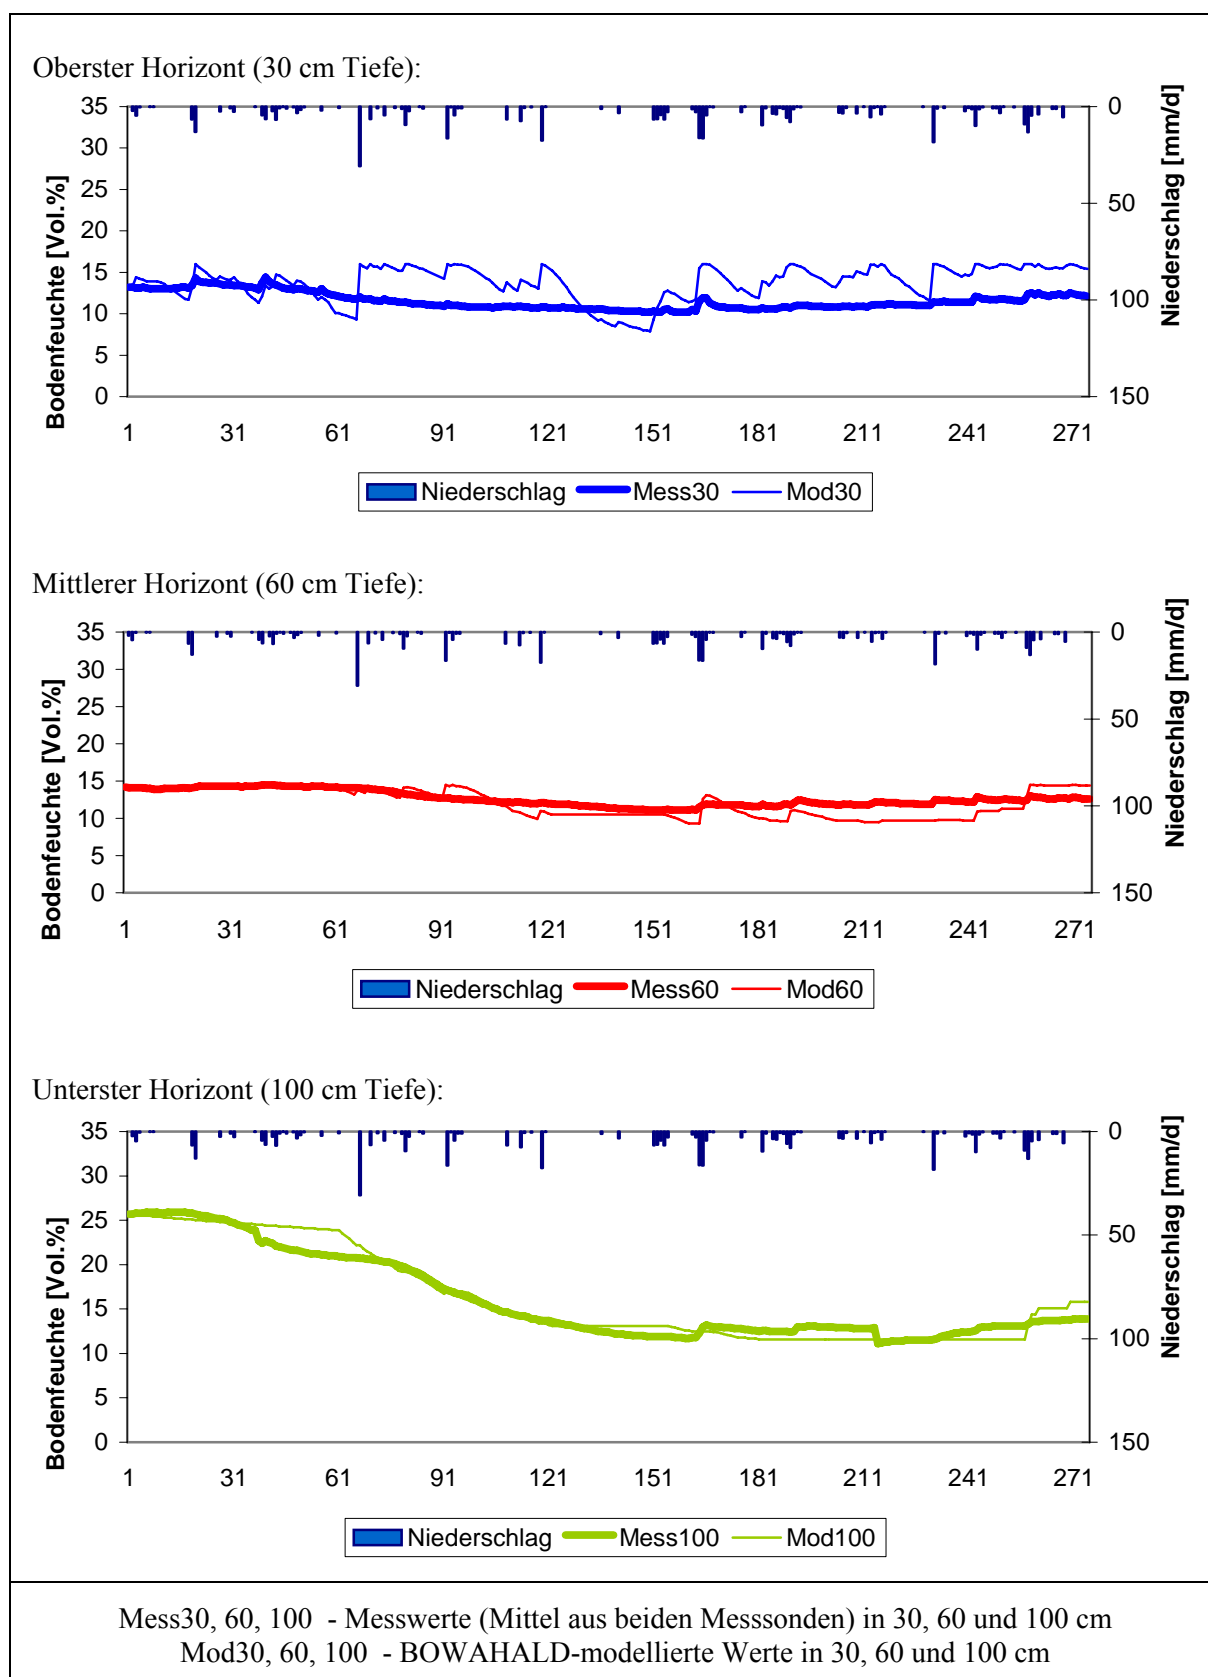 Oberster Horizont (30 cm Tiefe):
35
30
25
20
15
10
5
0
Bodenfeuchte [Vol.%]
0
50
100
150
Niederschlag [mm/d]
1 31 61 91 121 151 181 211 241 271
Niederschlag Mess30 Mod30
Mittlerer Horizont (60 cm Tiefe):
35
30
25
20
15
10
5
0
Bodenfeuchte [Vol.%]
0
50
100
150
Niederschlag [mm/d]
1 31 61 91 121 151 181 211 241 271
Niederschlag Mess60 Mod60
Unterster Horizont (100 cm Tiefe):
35
30
25
20
15
10
5
0
Bodenfeuchte [Vol.%]
0
50
100
150
Niederschlag [mm/d]
1 31 61 91 121 151 181 211 241 271
Niederschlag Mess100 Mod100
Mess30, 60, 100 - Messwerte (Mittel aus beiden Messsonden) in 30, 60 und 100 cm
Mod30, 60, 100 - BOWAHALD-modellierte Werte in 30, 60 und 100 cm